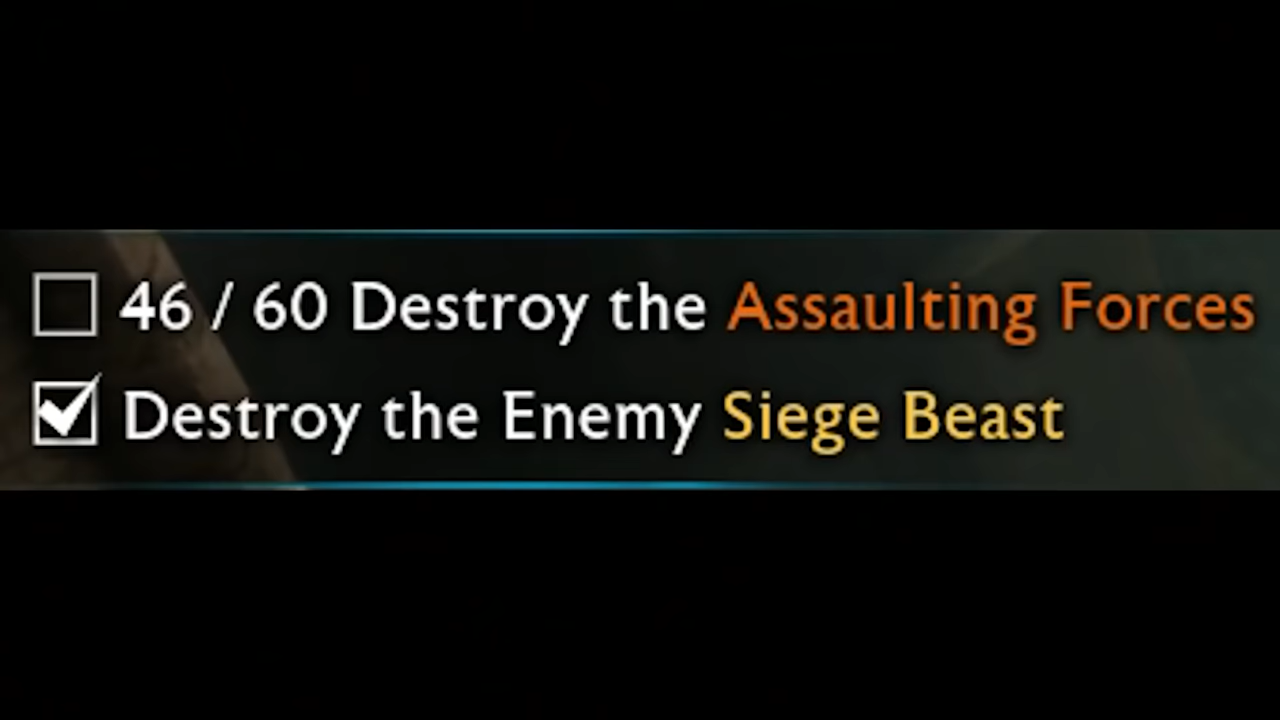 46 / 60 Destroy the Assaulting Forces
Destroy the Enemy Siege Beast